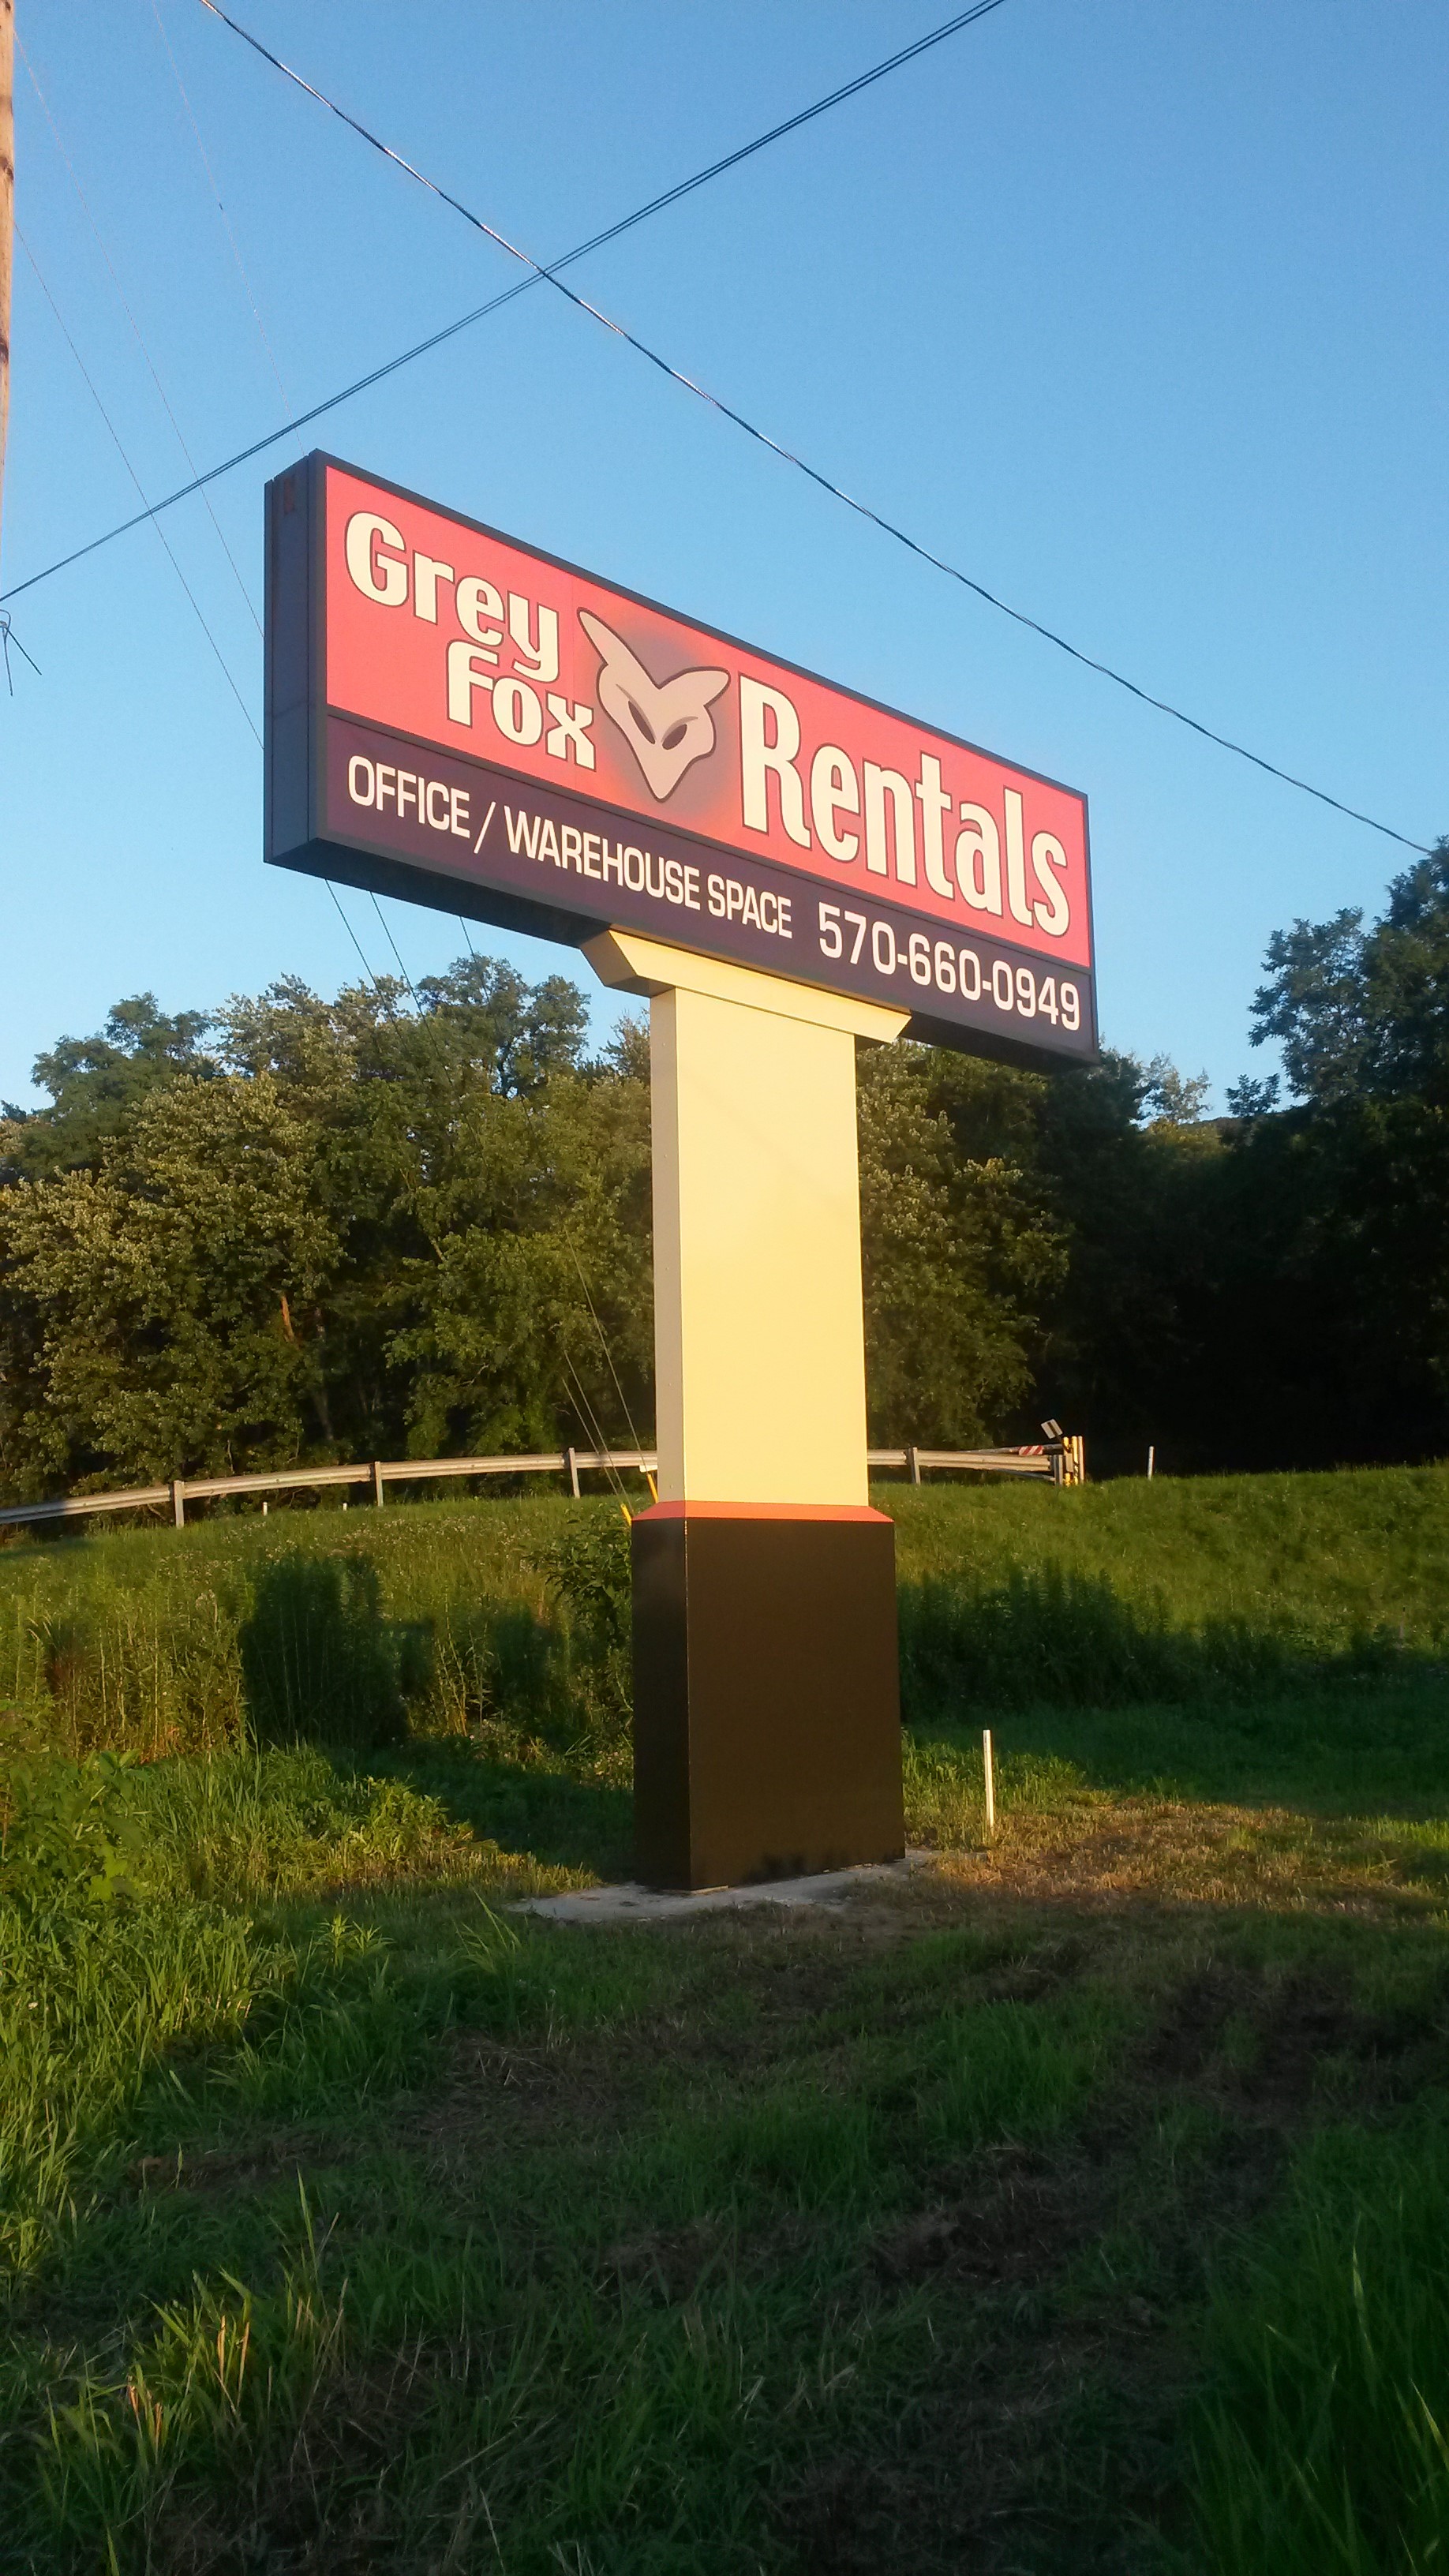 Grey
Fox
Rentals
OFFICE / WAREHOUSE SPACE 570-660-0949